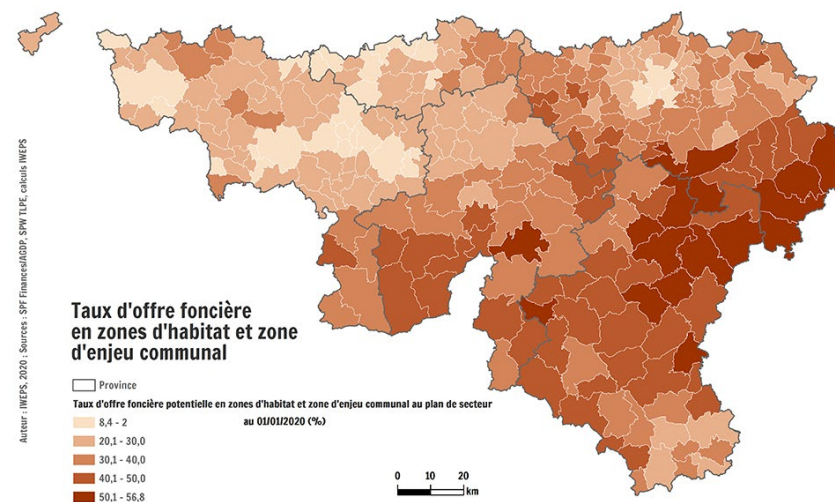 Auteur : IWEPS, 2020 ; Sources : SPF Finances/AGDP, SPW TLPE, calculs IWEPS
Taux d'offre foncière
en zones d'habitat et zone
d'enjeu communal
Province
Taux d'offre foncière potentielle en zones d'habitat et zone d'enjeu communal au plan de secteur
au 01/01/2020 (%)
8,4 - 2
20,1 - 30,0
30,1 - 40,0
40,1 - 50,0
50,1 - 56,8
0 10 20
km